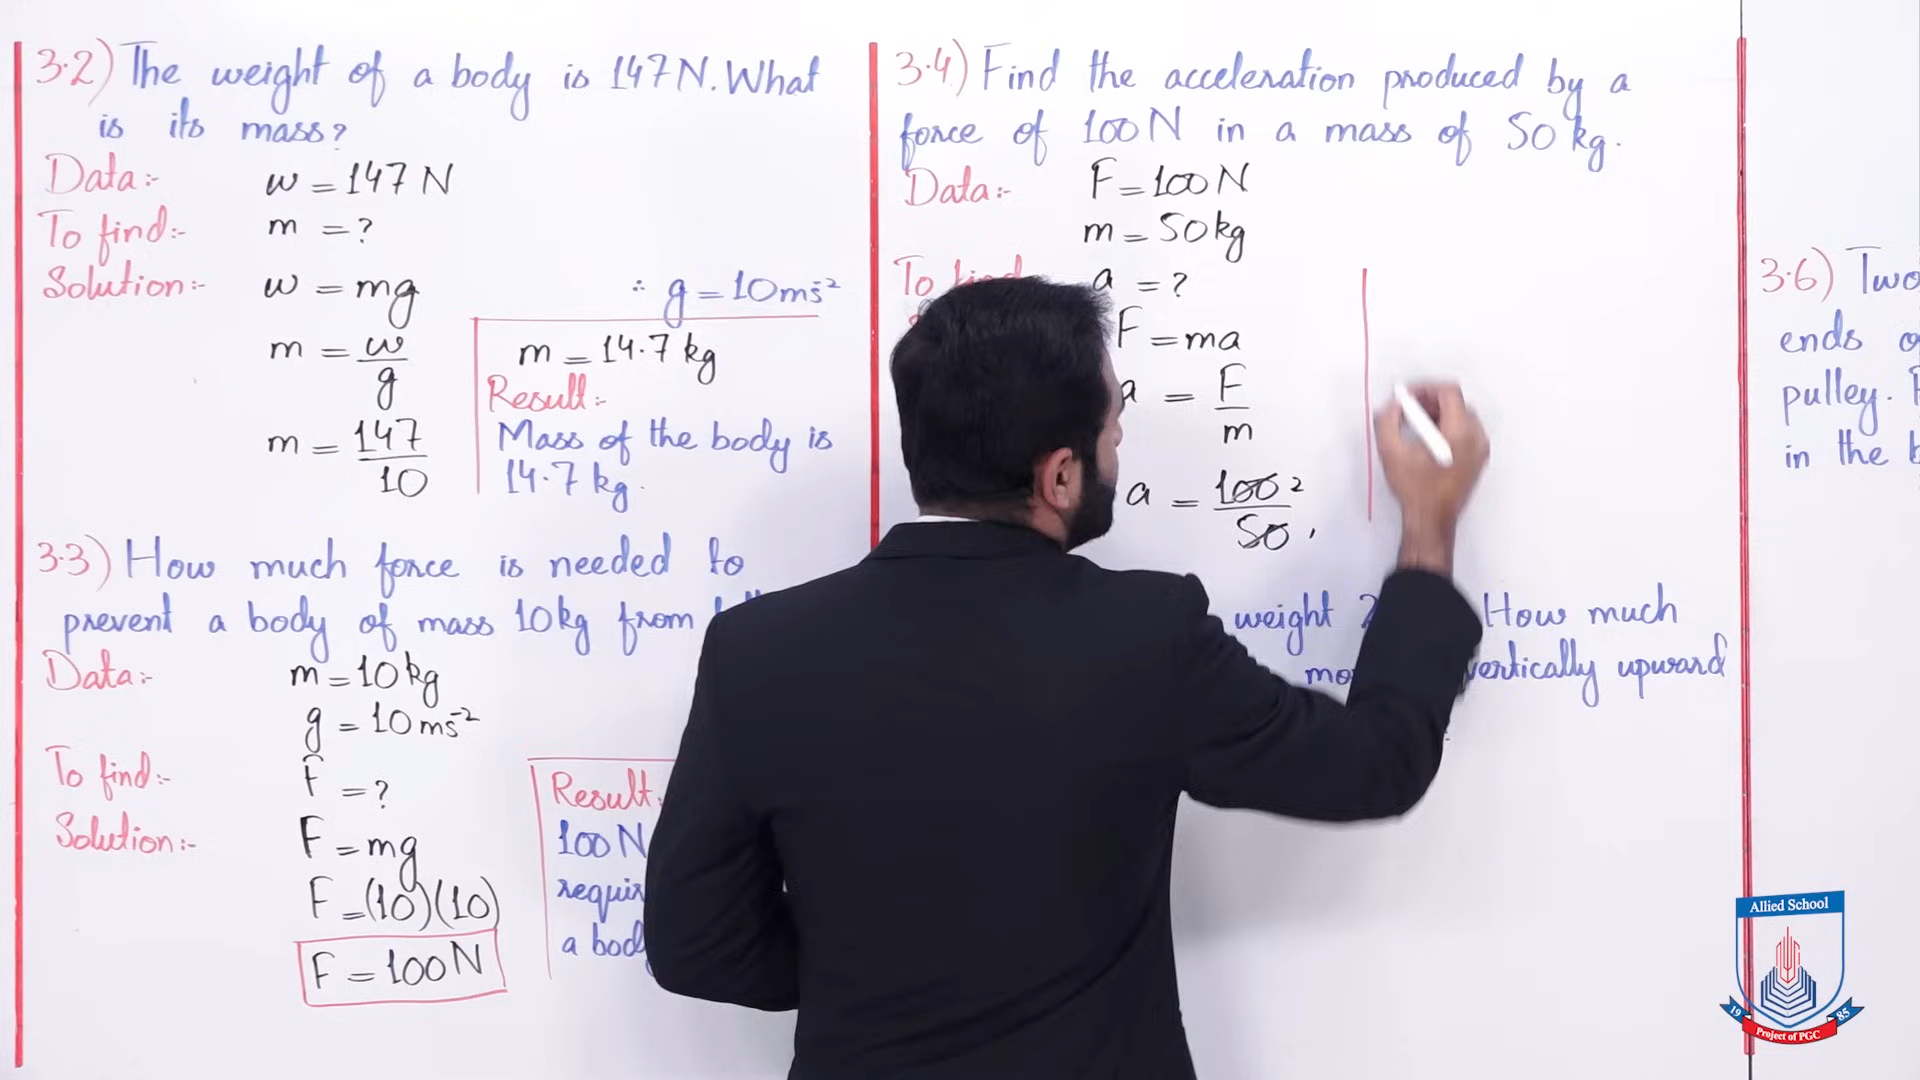 3.2) The weight of a body is 147 N. What
is its mass?
Data:- w = 147 N
To find:- m = ?
Solution:- w = mg ∴ g = 10 ms⁻²
m = w/g
m = 147/10
m = 14.7 kg
Result:-
Mass of the body is
14.7 kg.
3.3) How much force is needed to
prevent a body of mass 10 kg from
Data:- m = 10 kg
g = 10 ms⁻²
To find:- F = ?
Solution:- F = mg
F = (10)(10)
F = 100 N
Result:-
100 N
a
3.4) Find the acceleration produced by a
force of 100 N in a mass of 50 kg.
Data:- F = 100 N
m = 50 kg
To find a = ?
F = ma
a = F/m
a = 100 2/50
weight How much
vertically upward
3.6) Two
ends
pulley.
in the
Allied School
19 85
Project of PGC